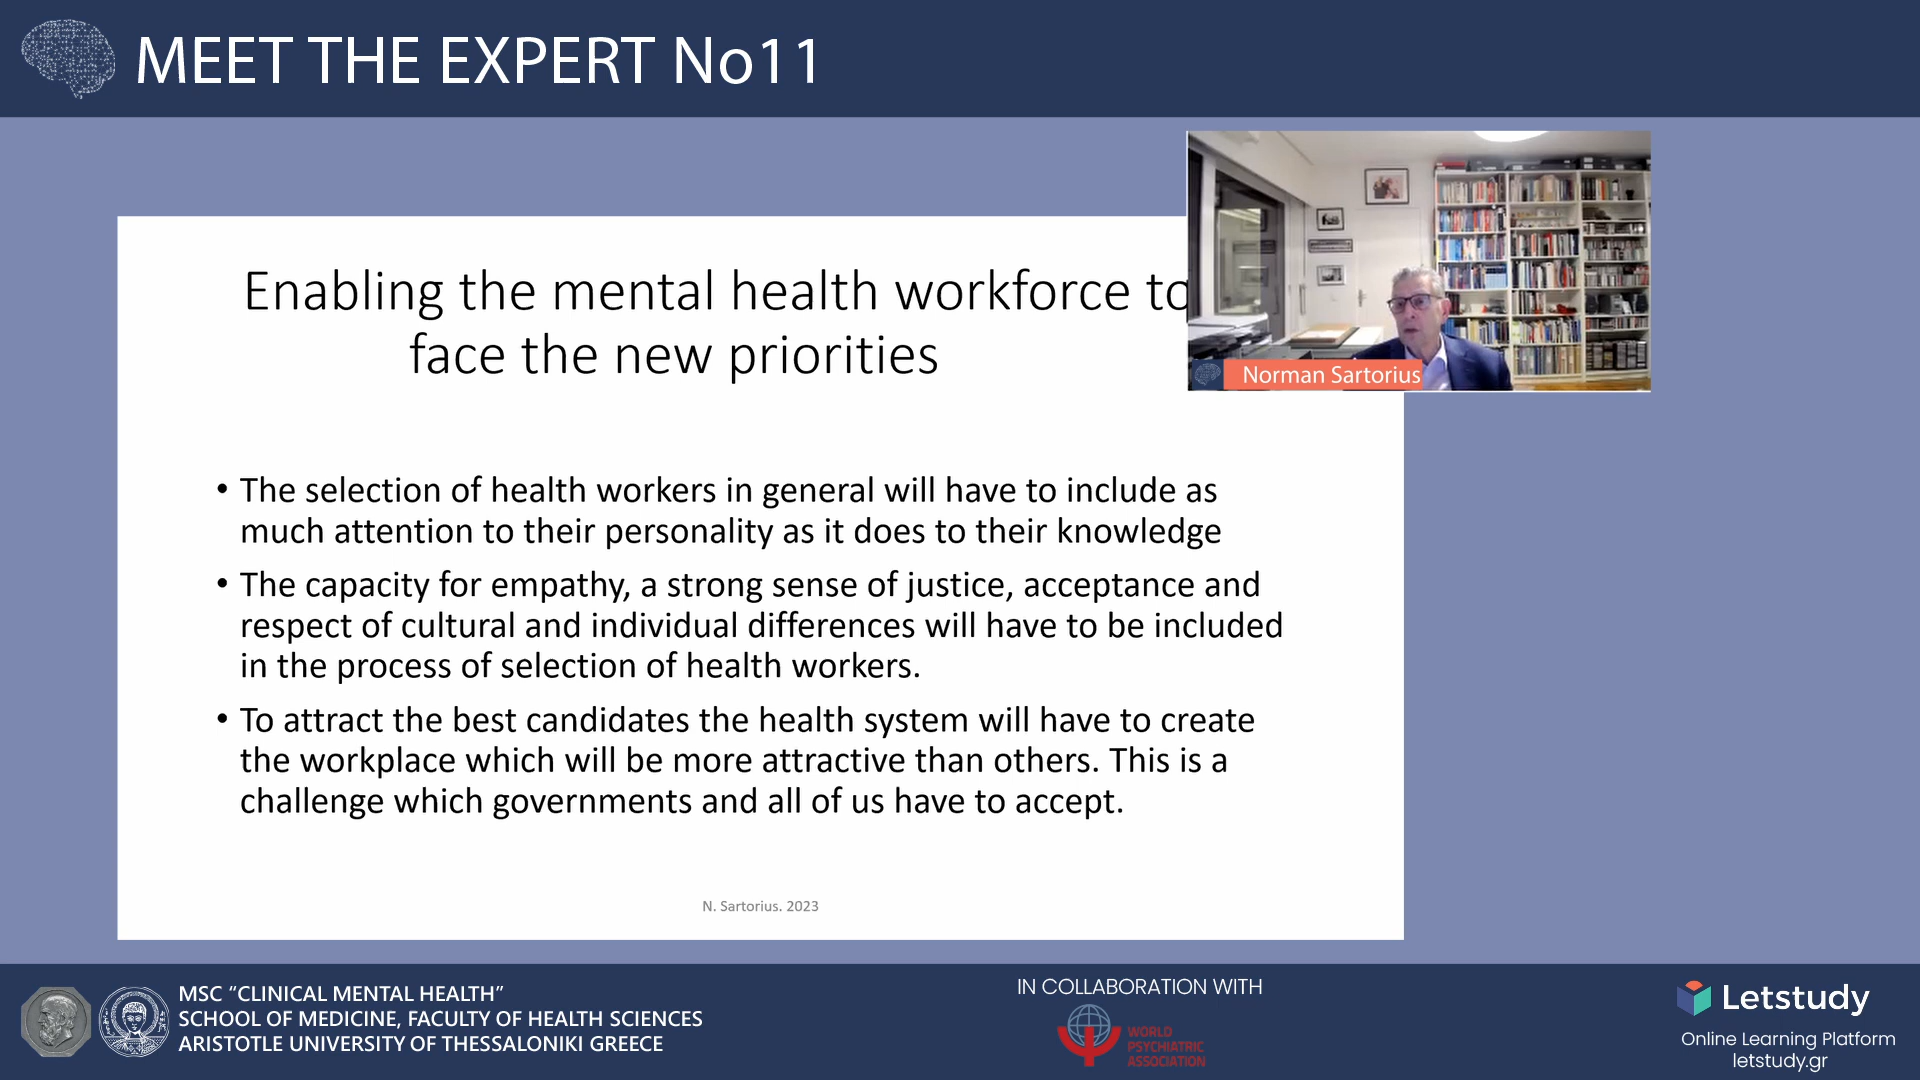 MEET THE EXPERT No11
Enabling the mental health workforce to
face the new priorities
Norman Sartorius
• The selection of health workers in general will have to include as
much attention to their personality as it does to their knowledge
• The capacity for empathy, a strong sense of justice, acceptance and
respect of cultural and individual differences will have to be included
in the process of selection of health workers.
• To attract the best candidates the health system will have to create
the workplace which will be more attractive than others. This is a
challenge which governments and all of us have to accept.
N. Sartorius. 2023
MSC “CLINICAL MENTAL HEALTH”
SCHOOL OF MEDICINE, FACULTY OF HEALTH SCIENCES
ARISTOTLE UNIVERSITY OF THESSALONIKI GREECE
IN COLLABORATION WITH
WORLD
PSYCHIATRIC
ASSOCIATION
Letstudy
Online Learning Platform
letstudy.gr